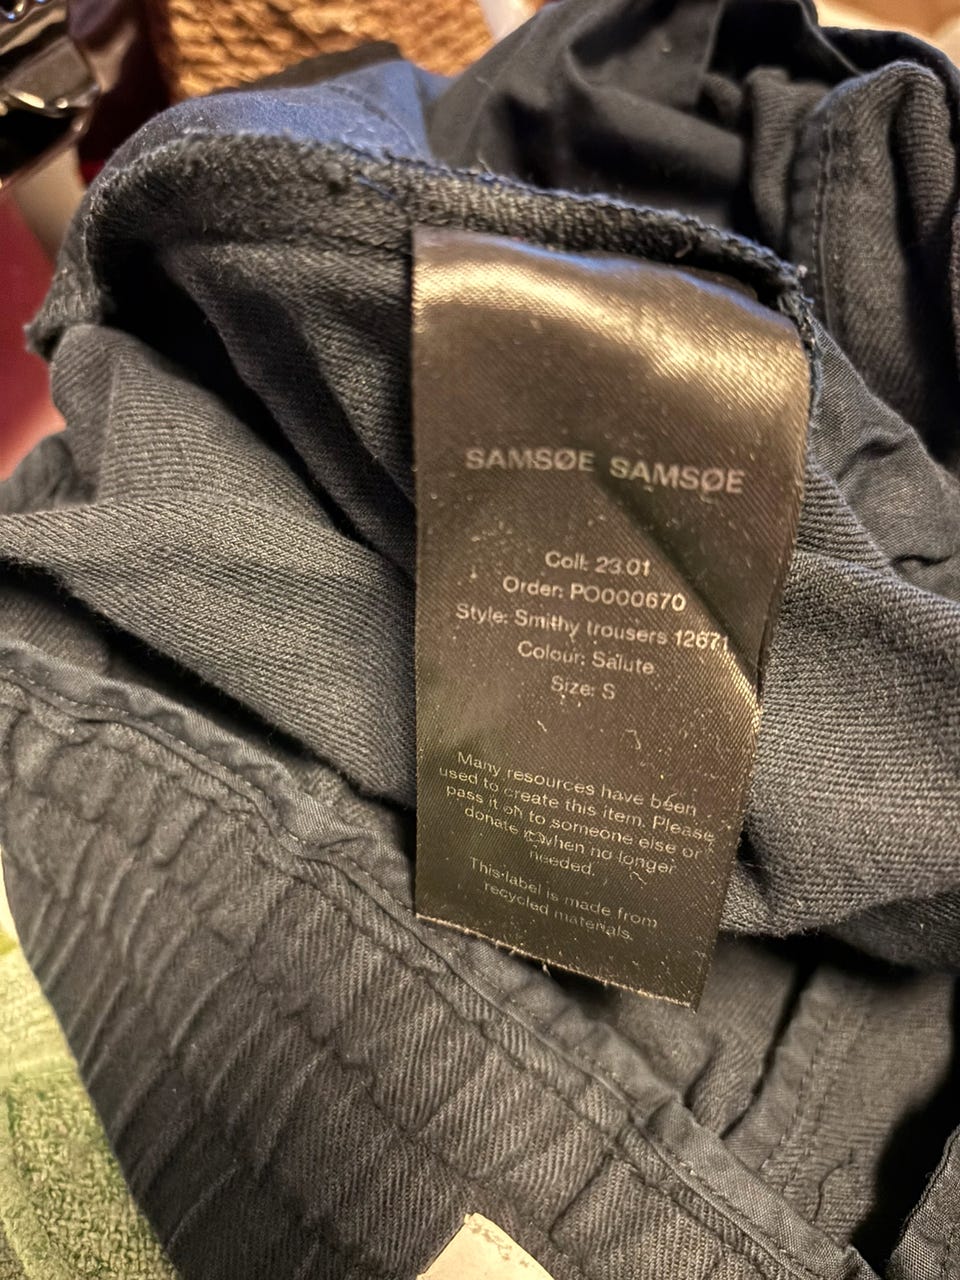 SAMSØE SAMSØE
Coll: 23.01
Order: PO000670
Style: Smithy trousers 12671
Colour: Salute
Size: S
Many resources have been
used to create this item. Please
pass it on to someone else or
donate it when no longer
needed.
This label is made from
recycled materials.